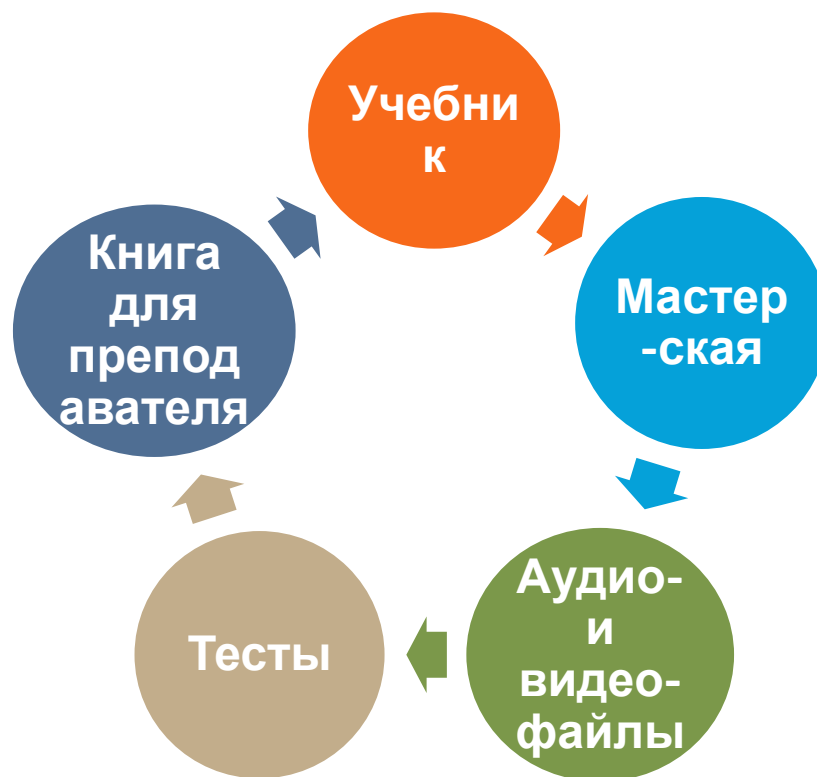 Учебни
к
Мастер
-ская
Аудио-
и
видео-
файлы
Тесты
Книга
для
препод
авателя